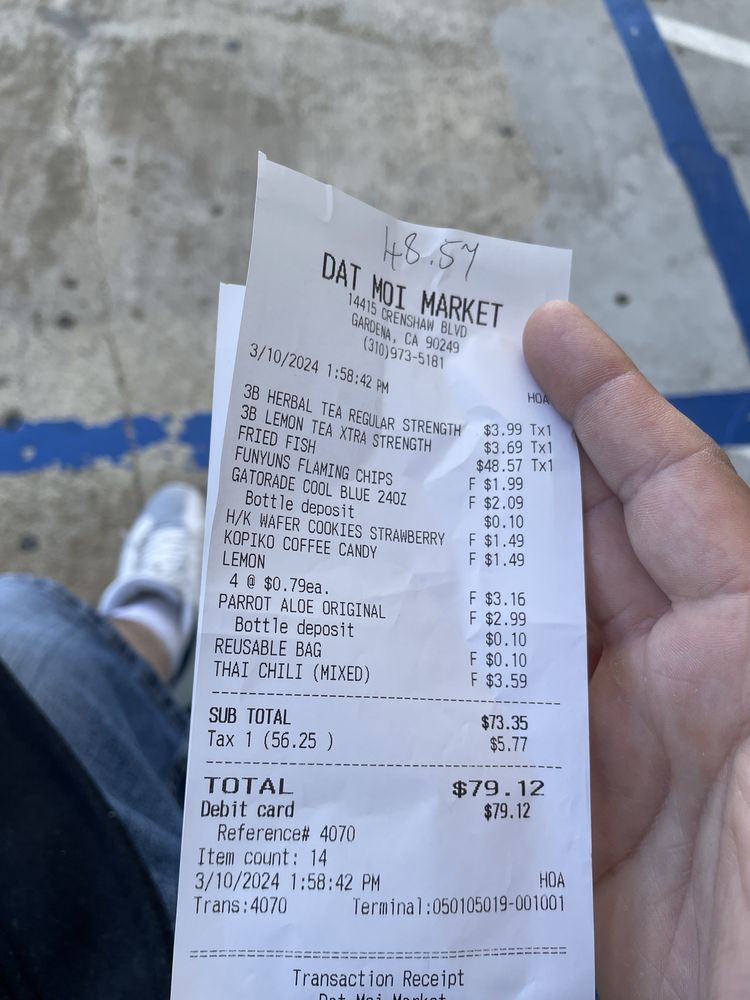 48.57
DAT MOI MARKET
14415 CRENSHAW BLVD
GARDENA, CA 90249
(310)973-5181
3/10/2024 1:58:42 PM HOA
3B HERBAL TEA REGULAR STRENGTH $3.99 Tx1
3B LEMON TEA XTRA STRENGTH $3.69 Tx1
FRIED FISH $48.57 Tx1
FUNYUNS FLAMING CHIPS F $1.99
GATORADE COOL BLUE 24OZ F $2.09
Bottle deposit $0.10
H/K WAFER COOKIES STRAWBERRY F $1.49
KOPIKO COFFEE CANDY F $1.49
LEMON
4 @ $0.79ea. F $3.16
PARROT ALOE ORIGINAL F $2.99
Bottle deposit $0.10
REUSABLE BAG F $0.10
THAI CHILI (MIXED) F $3.59
SUB TOTAL $73.35
Tax 1 (56.25 ) $5.77
TOTAL $79.12
Debit card $79.12
Reference# 4070
Item count: 14
3/10/2024 1:58:42 PM HOA
Trans:4070 Terminal:050105019-001001
Transaction Receipt
Dat Moi Market